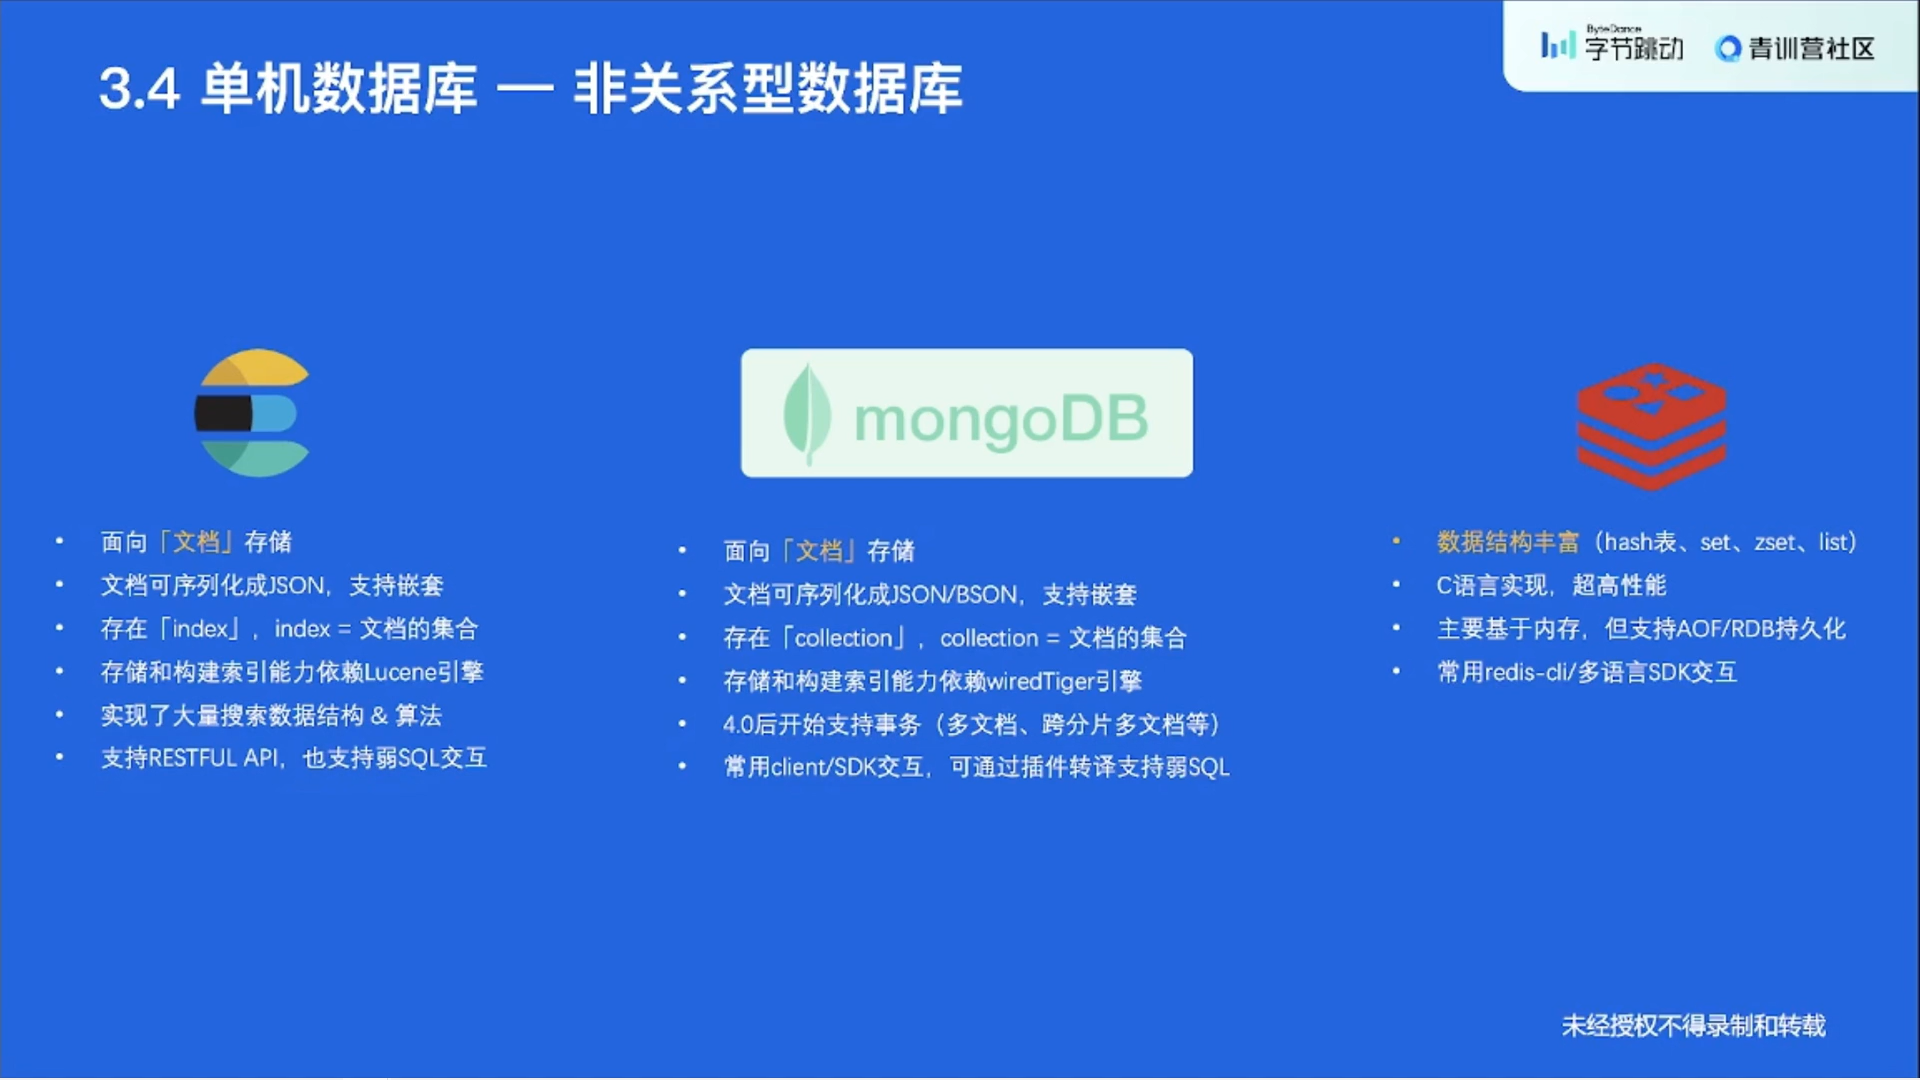 3.4 单机数据库 — 非关系型数据库
ByteDance
字节跳动
青训营社区
mongoDB
• 面向「文档」存储
• 文档可序列化成JSON，支持嵌套
• 存在「index」，index = 文档的集合
• 存储和构建索引能力依赖Lucene引擎
• 实现了大量搜索数据结构 & 算法
• 支持RESTFUL API，也支持弱SQL交互
• 面向「文档」存储
• 文档可序列化成JSON/BSON，支持嵌套
• 存在「collection」，collection = 文档的集合
• 存储和构建索引能力依赖wiredTiger引擎
• 4.0后开始支持事务（多文档、跨分片多文档等）
• 常用client/SDK交互，可通过插件转译支持弱SQL
• 数据结构丰富（hash表、set、zset、list）
• C语言实现，超高性能
• 主要基于内存，但支持AOF/RDB持久化
• 常用redis-cli/多语言SDK交互
未经授权不得录制和转载